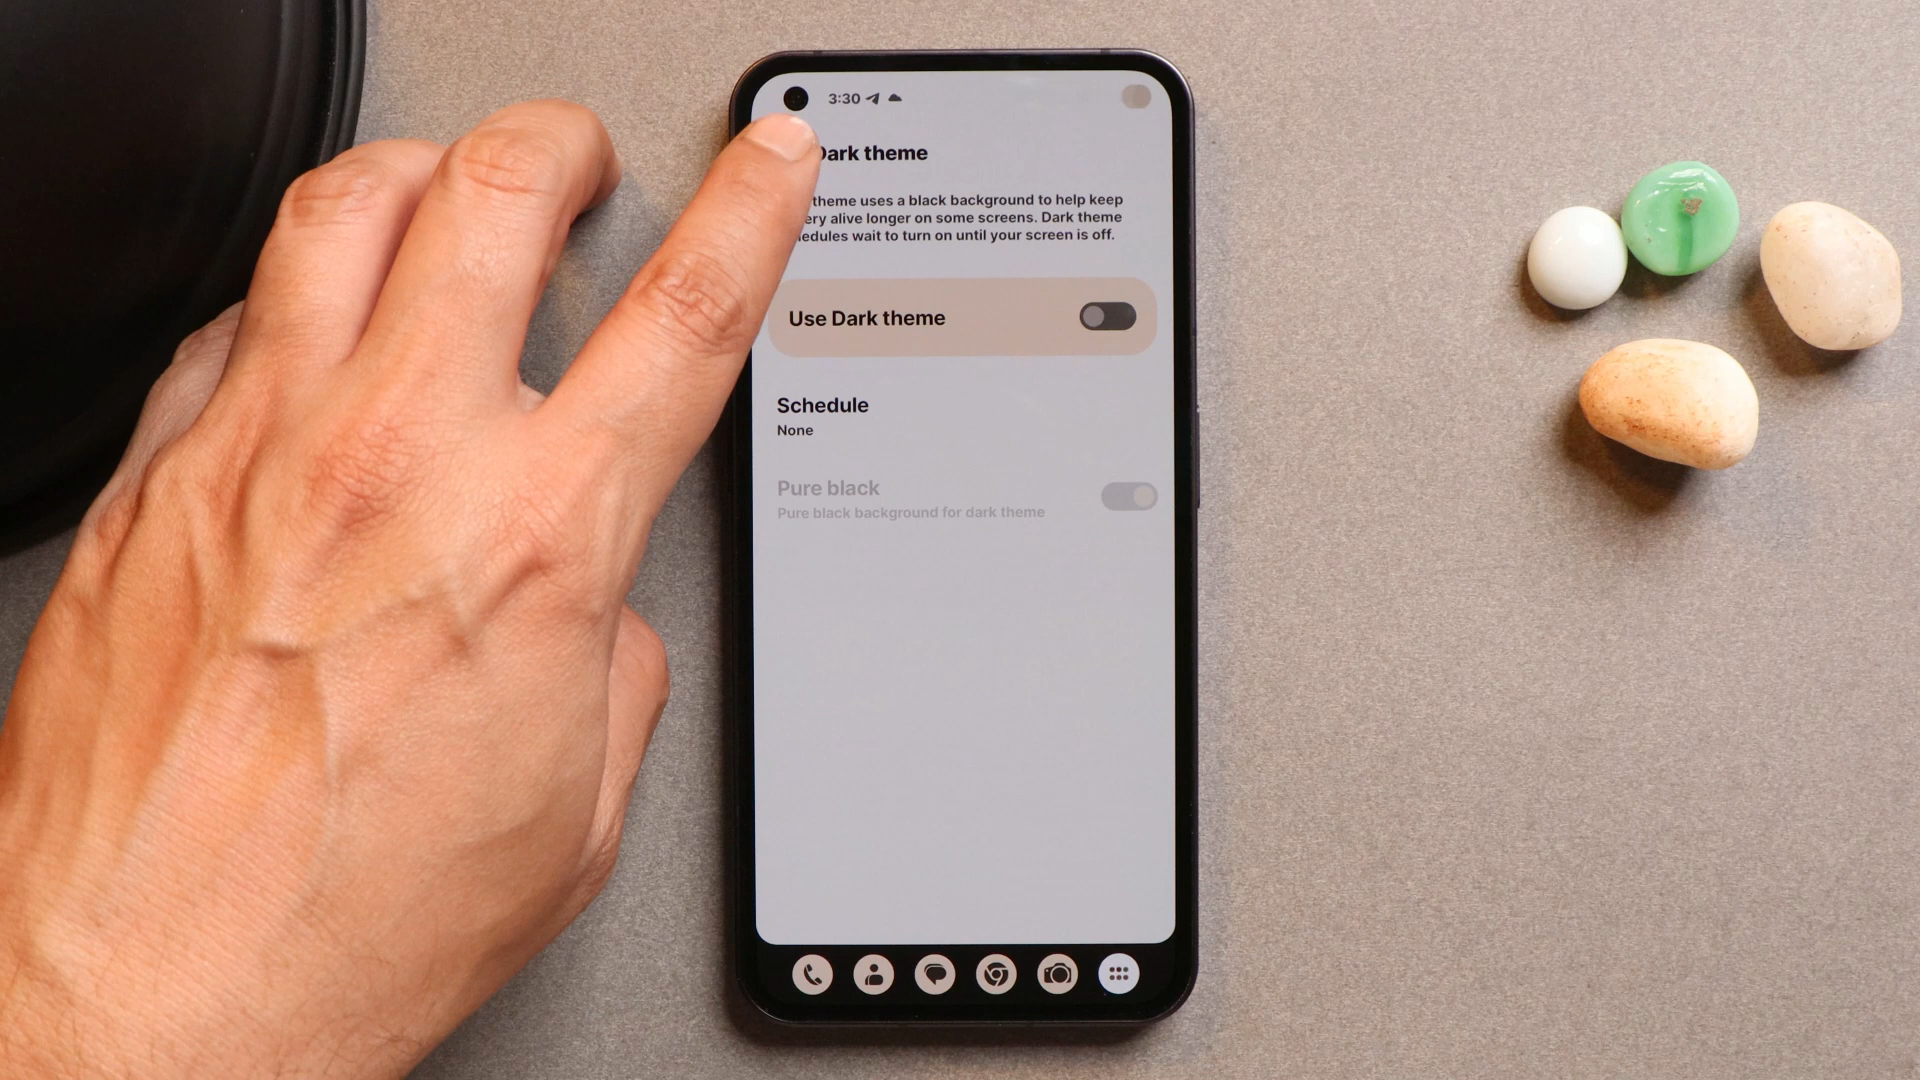 3:30
Dark theme
theme uses a black background to help keep
alive longer on some screens. Dark theme
wait to turn on until your screen is off.
Use Dark theme
Schedule
None
Pure black
Pure black background for dark theme